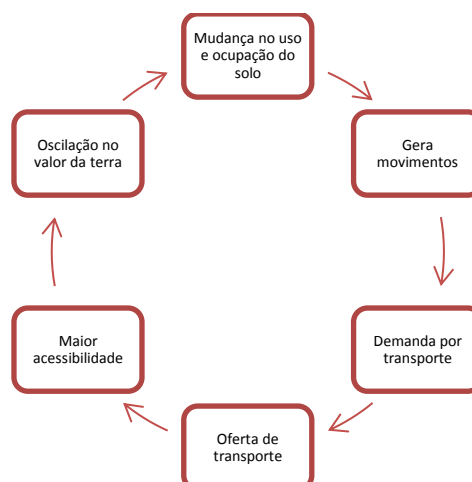 Mudança no uso
e ocupação do
solo
Gera
movimentos
Demanda por
transporte
Oferta de
transporte
Maior
acessibilidade
Oscilação no
valor da terra